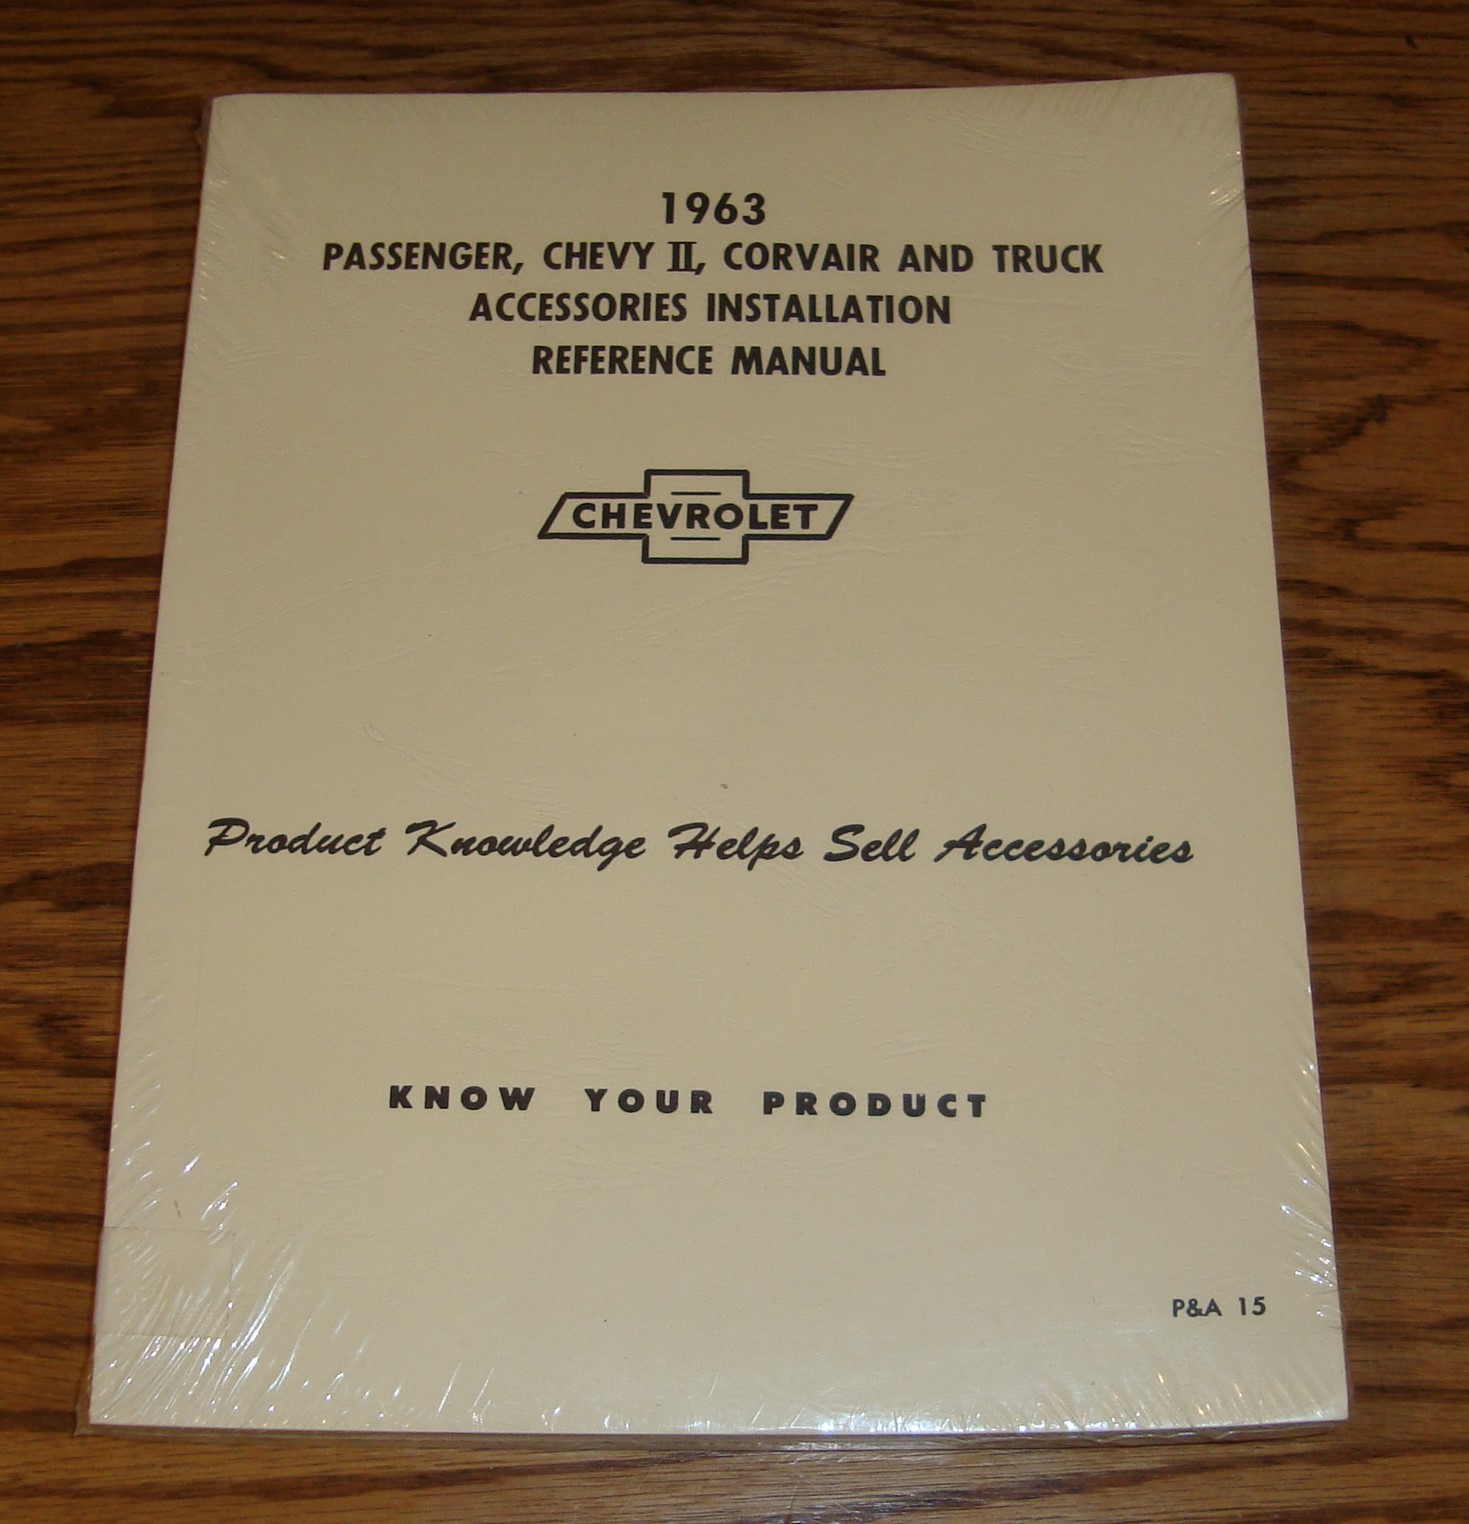 1963
PASSENGER, CHEVY II, CORVAIR AND TRUCK
ACCESSORIES INSTALLATION
REFERENCE MANUAL
CHEVROLET
Product Knowledge Helps Sell Accessories
KNOW YOUR PRODUCT
P&A 15